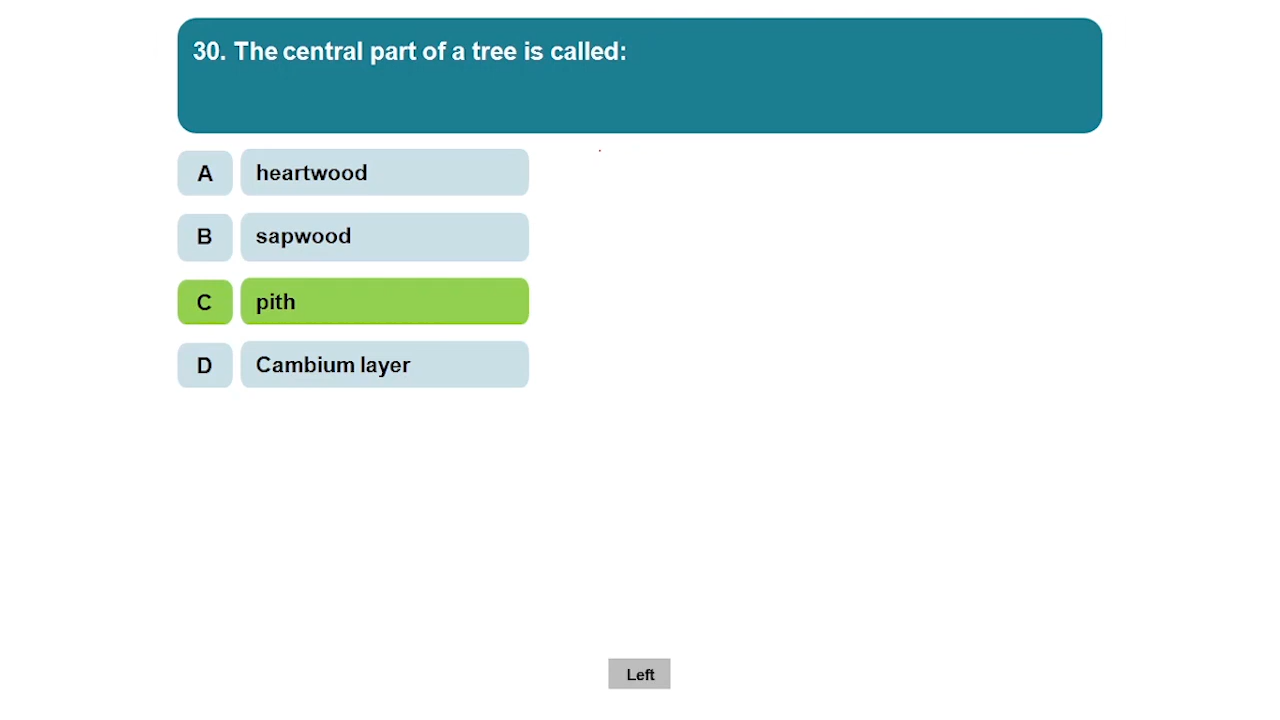 30. The central part of a tree is called:
A heartwood
B sapwood
C pith
D Cambium layer
Left